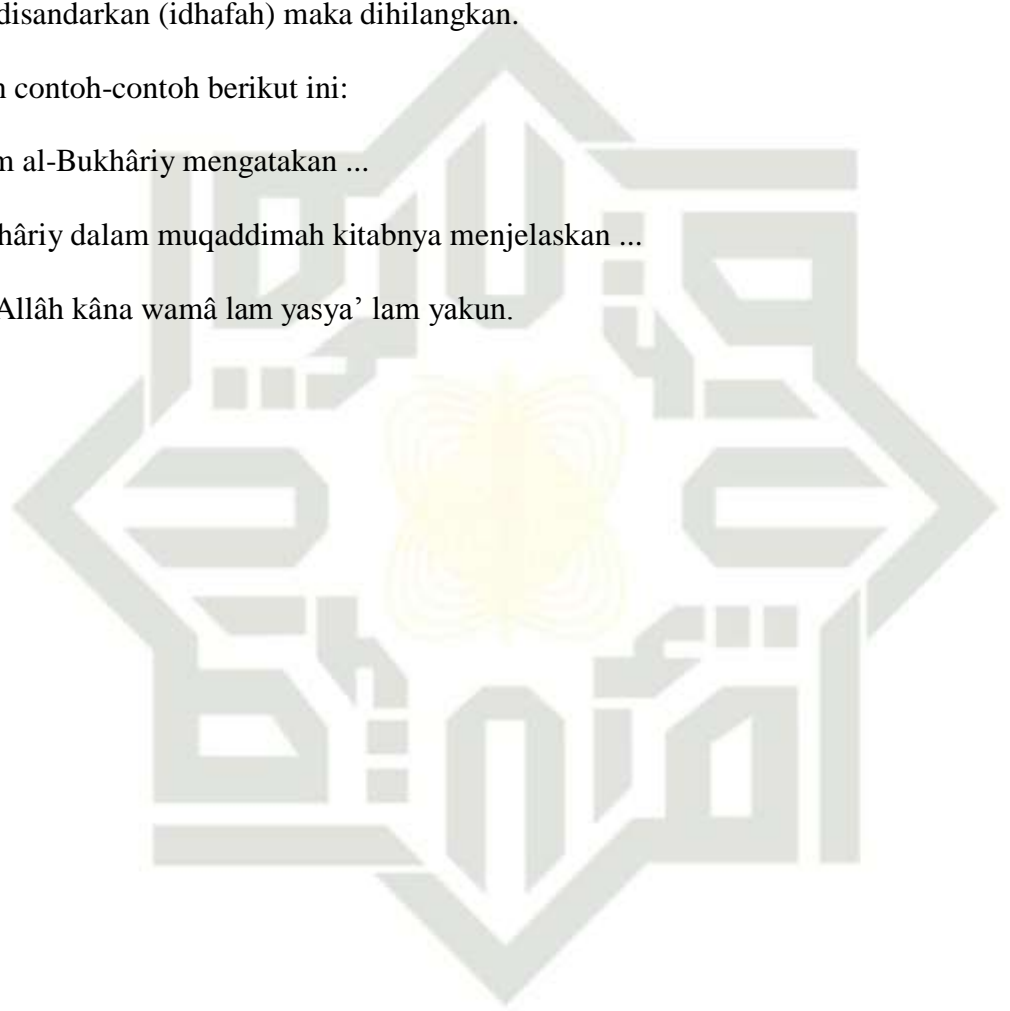 disandarkan (idhafah) maka dihilangkan.
contoh-contoh berikut ini:
al-Bukhâriy mengatakan ...
dalam muqaddimah kitabnya menjelaskan ...
Allâh kâna wamâ lam yasya’ lam yakun.